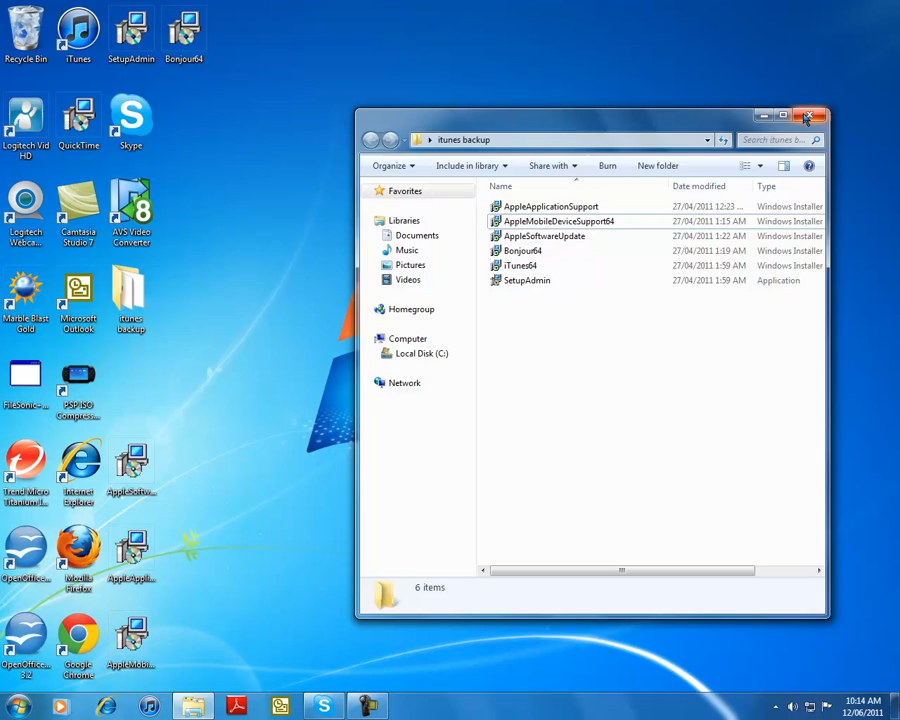 Recycle Bin
iTunes
SetupAdmin
Bonjour64
Logitech Vid HD
QuickTime
Skype
Logitech Webca...
Camtasia Studio 7
AVS Video Converter
Marble Blast Gold
Microsoft Outlook
itunes backup
FileSonic-...
PSP ISO Compress...
Trend Micro Titanium I...
Internet Explorer
AppleSoftw...
OpenOffice...
Mozilla Firefox
AppleAppli...
OpenOffice... 3.2
Google Chrome
AppleMobi...
itunes backup
Search itunes b...
Organize
Include in library
Share with
Burn
New folder
Favorites
Libraries
Documents
Music
Pictures
Videos
Homegroup
Computer
Local Disk (C:)
Network
Name Date modified Type
AppleApplicationSupport 27/04/2011 12:23 ... Windows Installer
AppleMobileDeviceSupport64 27/04/2011 1:15 AM Windows Installer
AppleSoftwareUpdate 27/04/2011 1:22 AM Windows Installer
Bonjour64 27/04/2011 1:19 AM Windows Installer
iTunes64 27/04/2011 1:59 AM Windows Installer
SetupAdmin 27/04/2011 1:59 AM Application
6 items
10:14 AM
12/06/2011